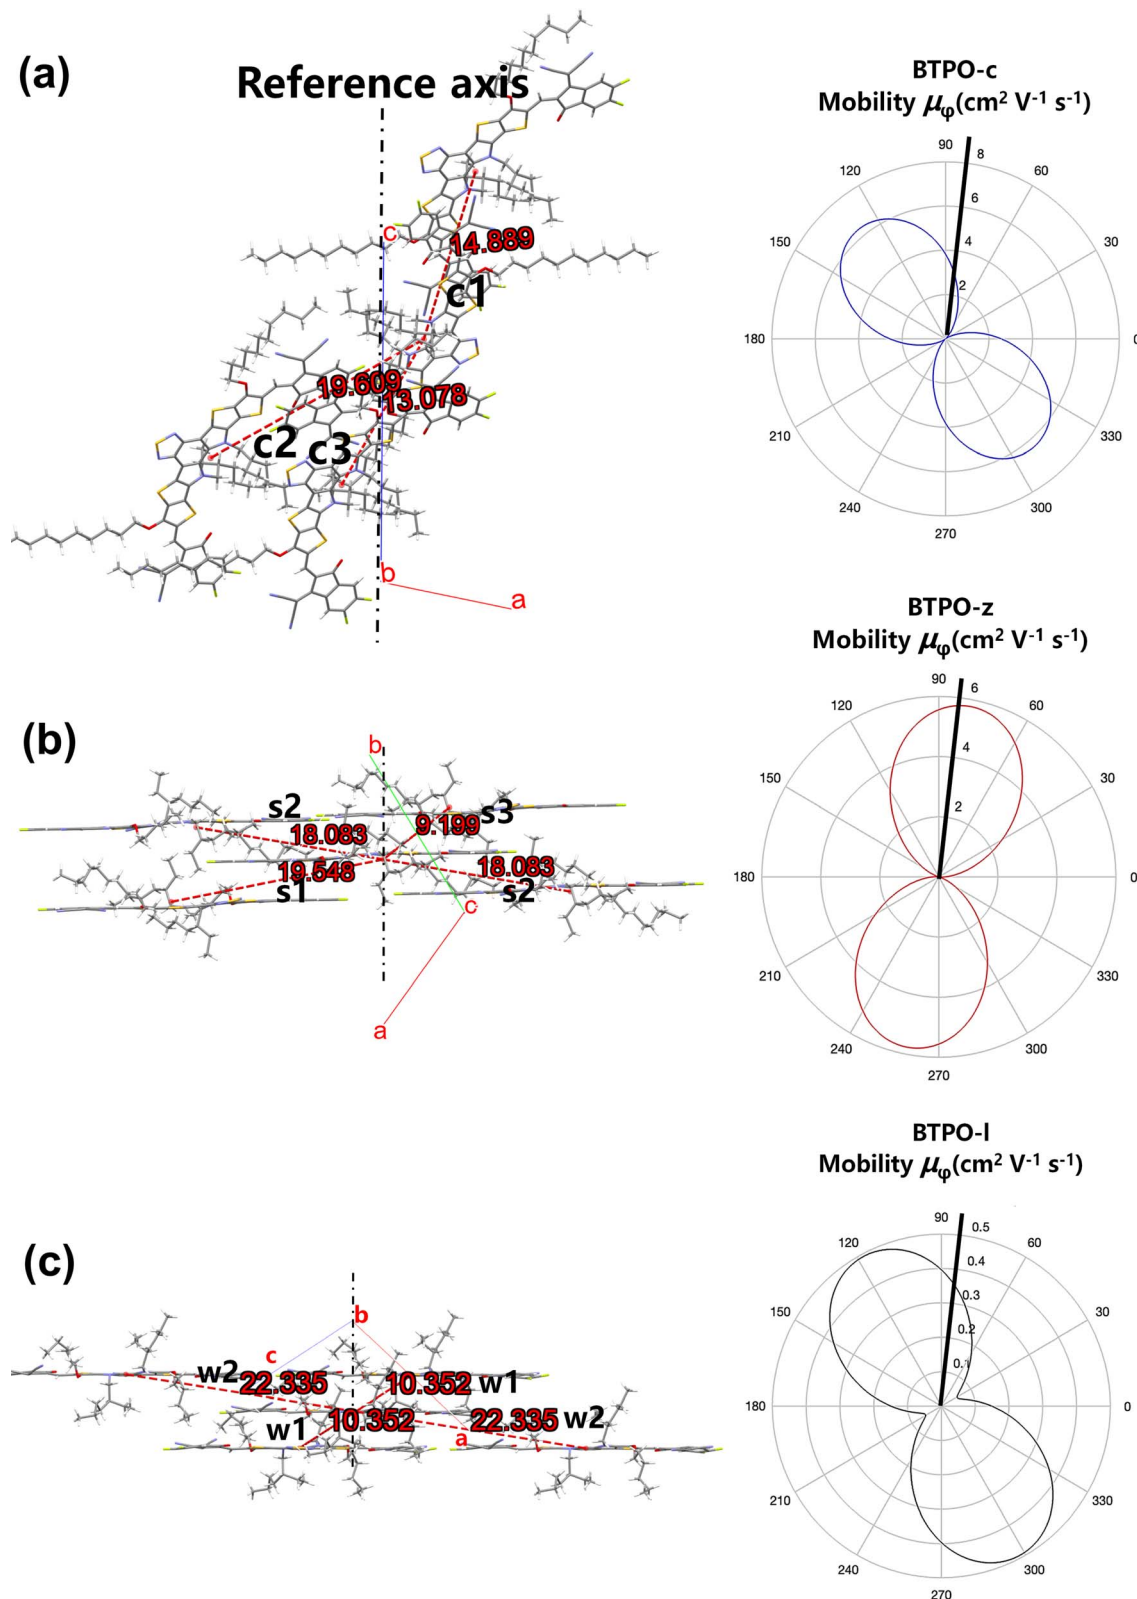 (a)
Reference axis
c
14.889
c1
19.609
13.078
c2
c3
b
a
BTPO-c
Mobility μφ(cm² V⁻¹ s⁻¹)
90
8
120
60
6
4
150
30
2
180
0
210
330
240
300
270
(b)
b
s2
s3
18.083
9.199
19.548
18.083
s1
s2
c
a
BTPO-z
Mobility μφ(cm² V⁻¹ s⁻¹)
90
6
120
60
4
150
30
2
180
0
210
330
240
300
270
(c)
b
c
w2
22.335
10.352
w1
w1
10.352
22.335
w2
a
BTPO-l
Mobility μφ(cm² V⁻¹ s⁻¹)
90
0.5
120
60
0.4
150
0.3
30
0.2
0.1
180
0
210
330
240
300
270